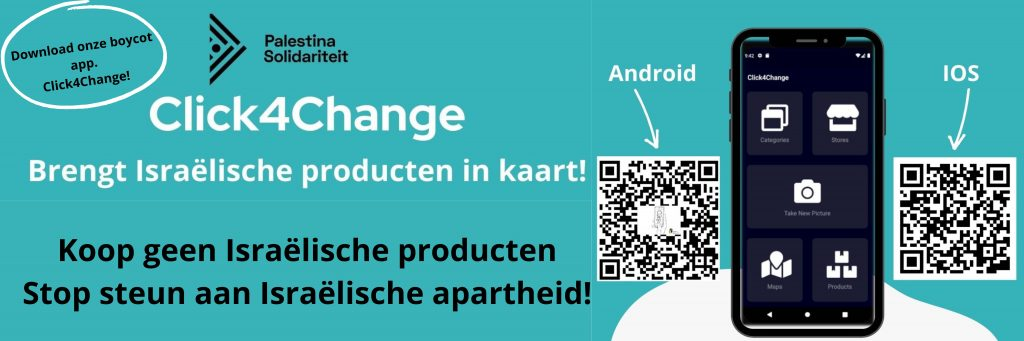 Download onze boycot
app.
Click4Change!
Palestina
Solidariteit
Click4Change
Brengt Israëlische producten in kaart!
Koop geen Israëlische producten
Stop steun aan Israëlische apartheid!
Android
IOS
9:42
Click4Change
Categories
Stores
Take New Picture
Maps
Products